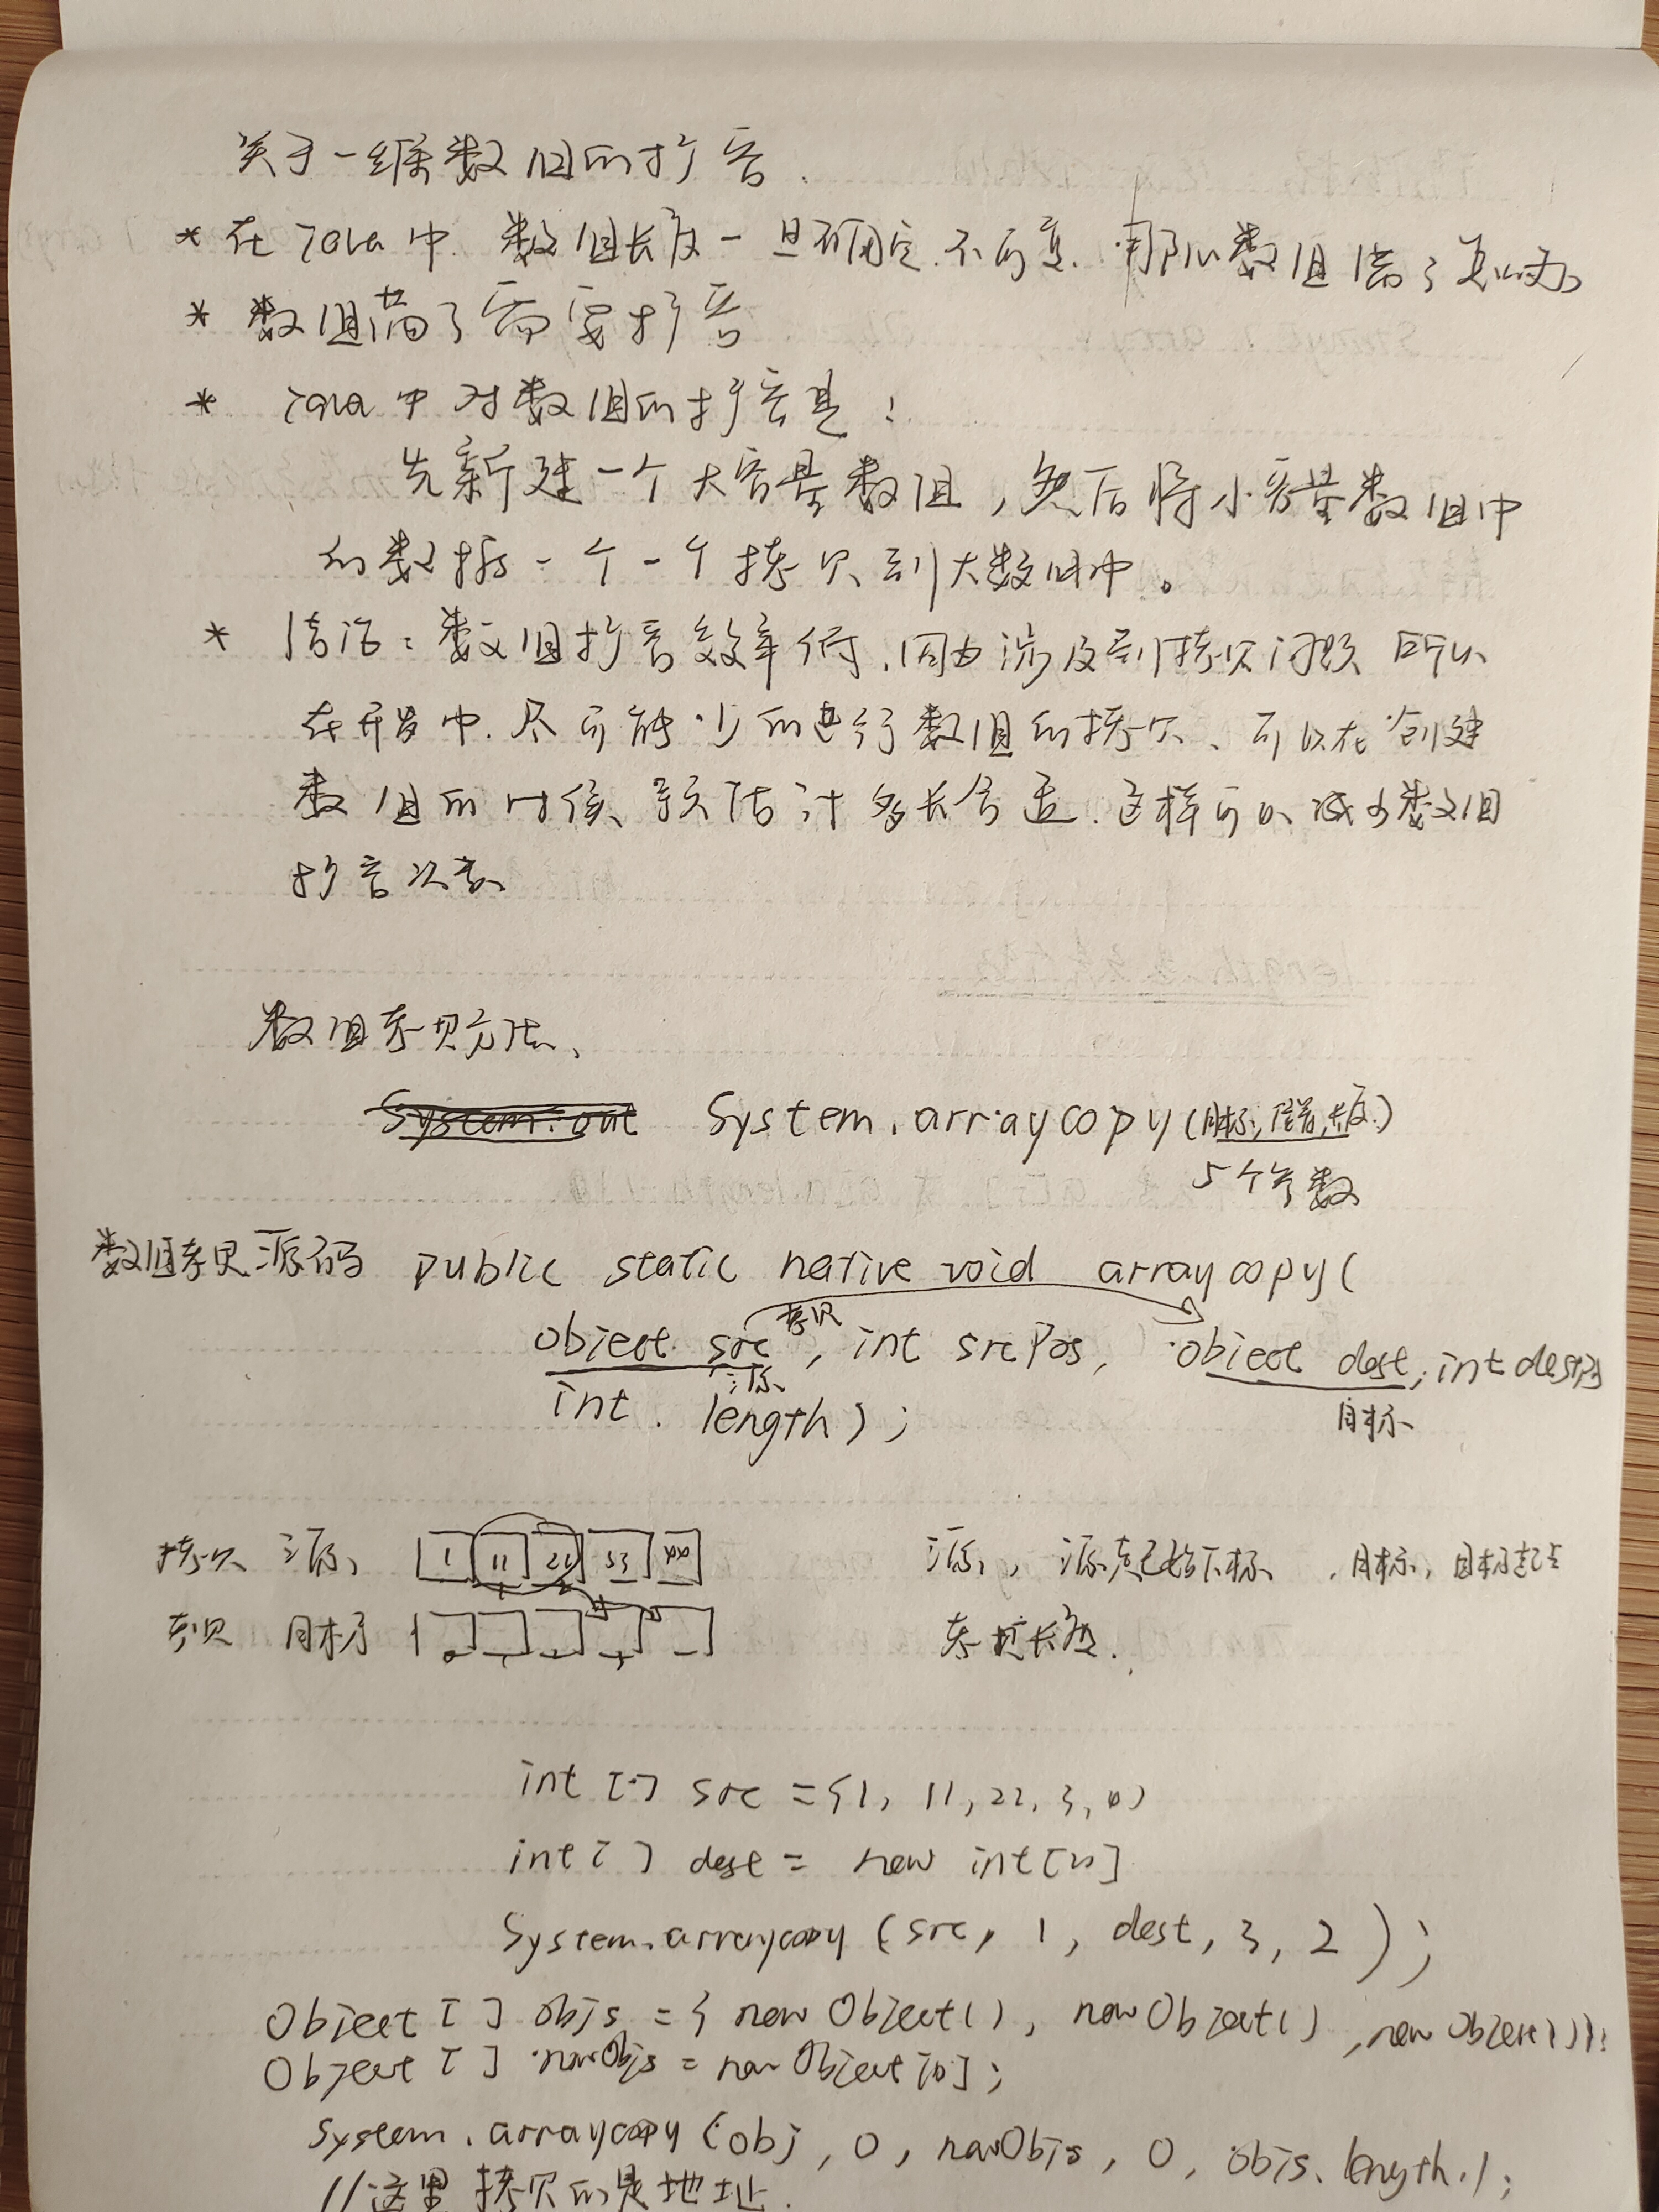 关于一维数组的扩容.
* 在Java中. 数组长度一旦确定.不可变. 那么数组满了怎么办
* 数组满了需要扩容
* Java中对数组的扩容是:
先新建一个大容量数组,然后将小容量数组中
的数据一个一个拷贝到大数组中。
* 结论: 数组扩容效率低.因为涉及到拷贝问题 所以
在开发中.尽可能少的进行数组的拷贝、可以在创建
数组的时候、预估计多长合适.这样可以减少数组
扩容次数
数组拷贝方法、
System.out System.arraycopy(目标, 长度.)
5个参数
数组拷贝源码 public static native void arraycopy(
拷贝
object src, int srcPos, object dest, int destPos
源 目标
int length);
拷贝 源 1 11 22 33 源, 源起始下标, 目标, 目标起点
拷贝 目标 长度.
int [] src = {1, 11, 22, 3, }
int [] dest = new int[20]
System.arraycopy (src, 1, dest, 3, 2);
Object [] objs = { new Object(), new Object(), new Object()};
Object [] newObjs = new Object[10];
System.arraycopy (obj, 0, newObjs, 0, objs.length.);
//这里拷贝的是地址.